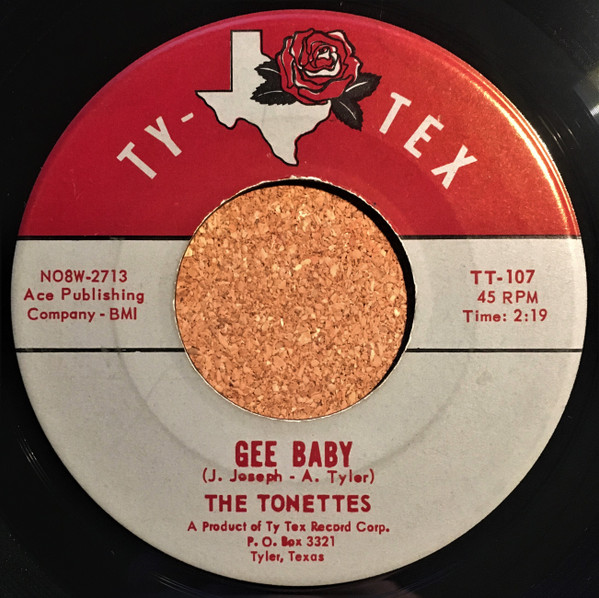 TY-TEX
NO8W-2713
Ace Publishing
Company - BMI
TT-107
45 RPM
Time: 2:19
GEE BABY
(J. Joseph - A. Tyler)
THE TONETTES
A Product of Ty Tex Record Corp.
P. O. Box 3321
Tyler, Texas